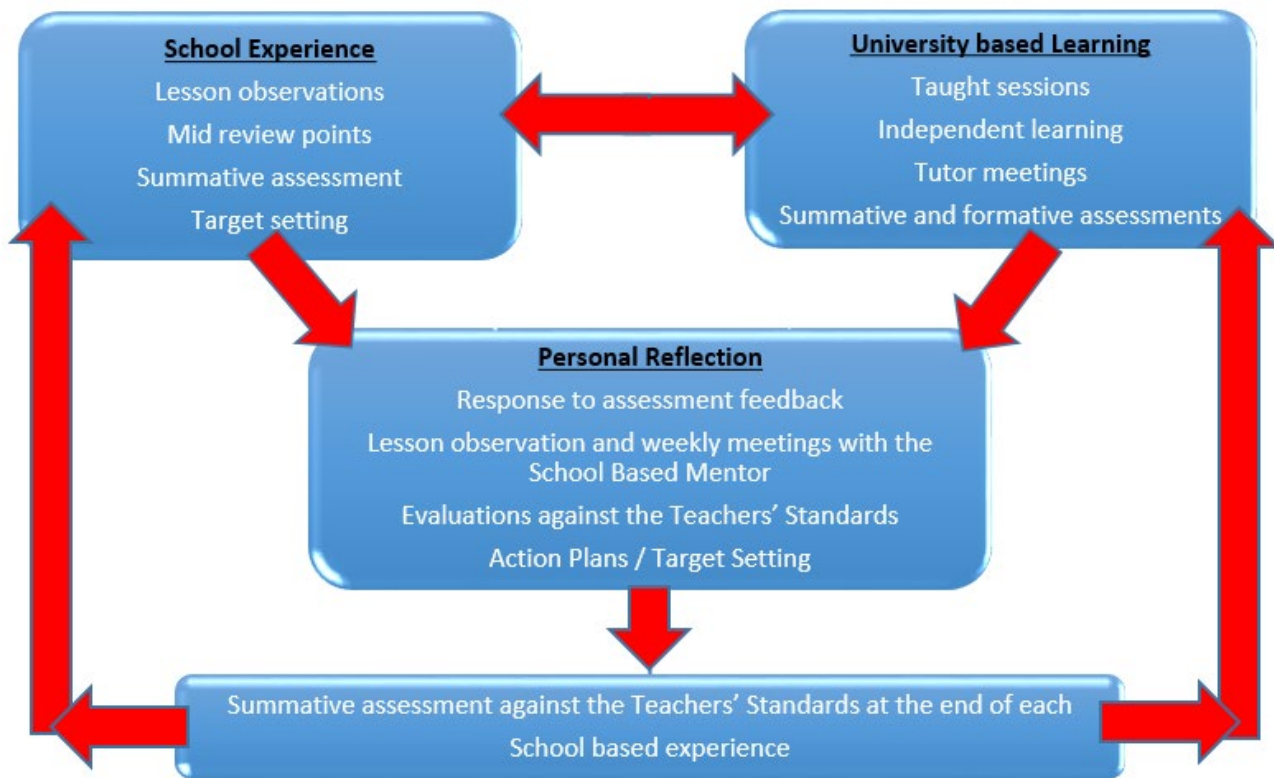 School Experience
Lesson observations
Mid review points
Summative assessment
Target setting
University based Learning
Taught sessions
Independent learning
Tutor meetings
Summative and formative assessments
Personal Reflection
Response to assessment feedback
Lesson observation and weekly meetings with the
School Based Mentor
Evaluations against the Teachers’ Standards
Action Plans / Target Setting
Summative assessment against the Teachers’ Standards at the end of each
School based experience